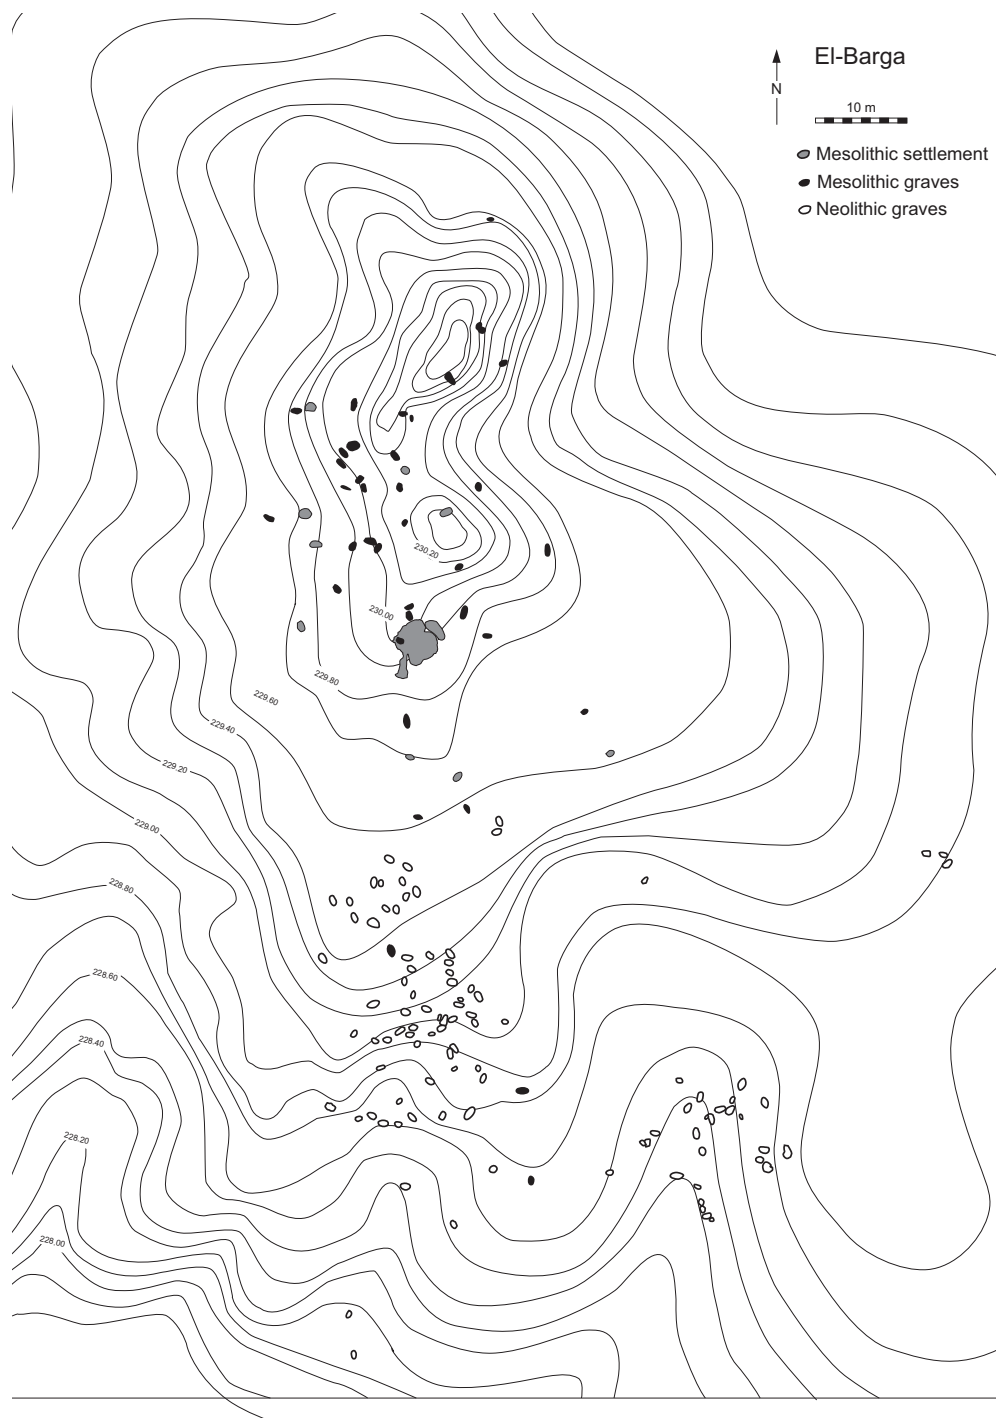 El-Barga
N
10 m
Mesolithic settlement
Mesolithic graves
Neolithic graves
230.20
230.00
229.80
229.60
229.40
229.20
229.00
228.80
228.60
228.40
228.20
228.00